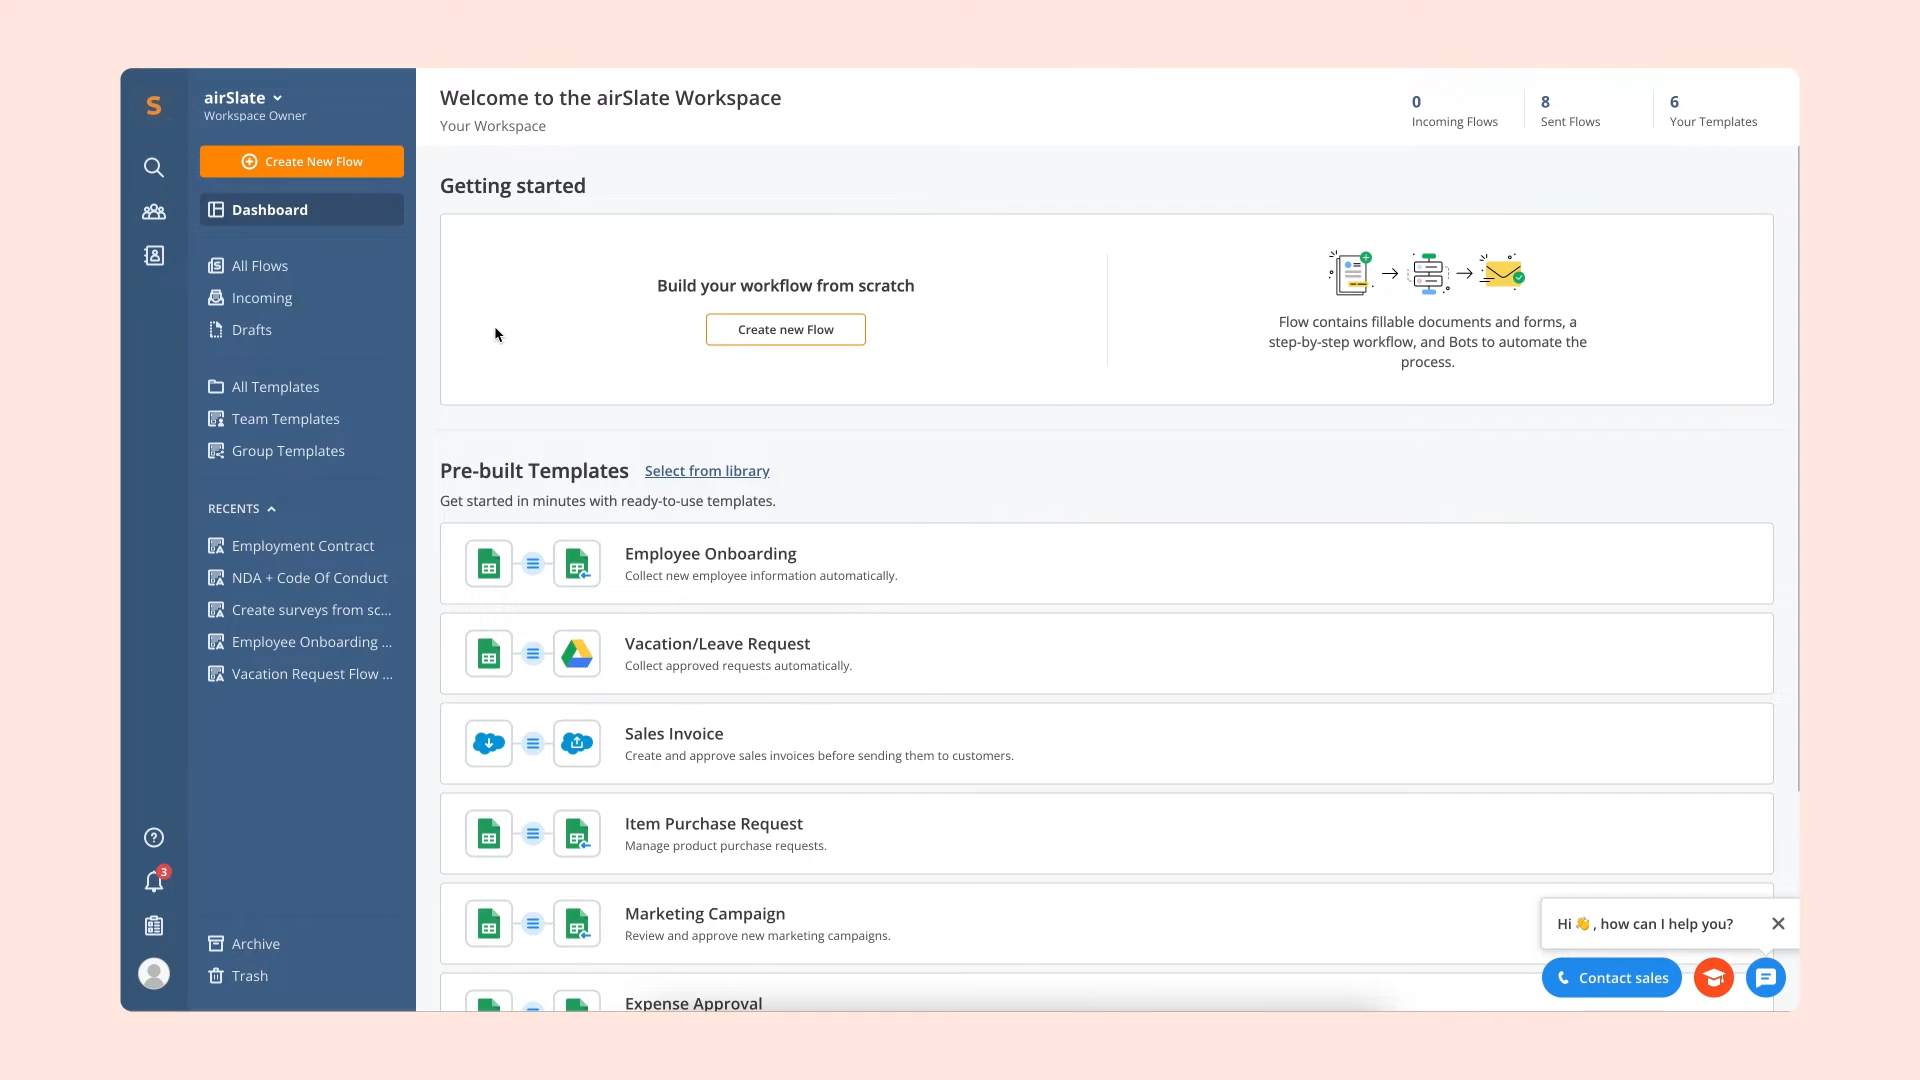 S
airSlate
Workspace Owner
Create New Flow
Dashboard
All Flows
Incoming
Drafts
All Templates
Team Templates
Group Templates
RECENTS
Employment Contract
NDA + Code Of Conduct
Create surveys from sc...
Employee Onboarding ...
Vacation Request Flow ...
3
Archive
Trash
Welcome to the airSlate Workspace
Your Workspace
0
Incoming Flows
8
Sent Flows
6
Your Templates
Getting started
Build your workflow from scratch
Create new Flow
Flow contains fillable documents and forms, a
step-by-step workflow, and Bots to automate the
process.
Pre-built Templates Select from library
Get started in minutes with ready-to-use templates.
Employee Onboarding
Collect new employee information automatically.
Vacation/Leave Request
Collect approved requests automatically.
Sales Invoice
Create and approve sales invoices before sending them to customers.
Item Purchase Request
Manage product purchase requests.
Marketing Campaign
Review and approve new marketing campaigns.
Expense Approval
Hi 👋, how can I help you?
Contact sales